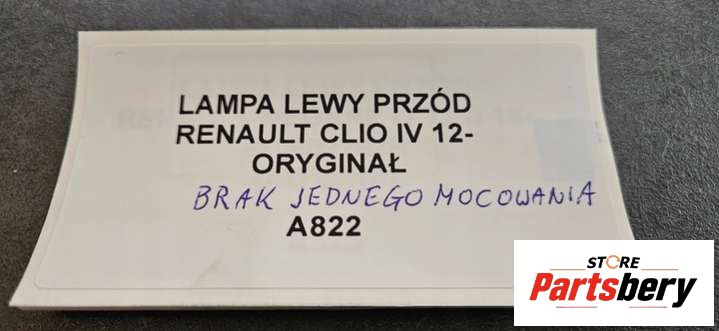 LAMPA LEWY PRZÓD
RENAULT CLIO IV 12-
ORYGINAŁ
BRAK JEDNEGO MOCOWANIA
A822
STORE
Partsbery